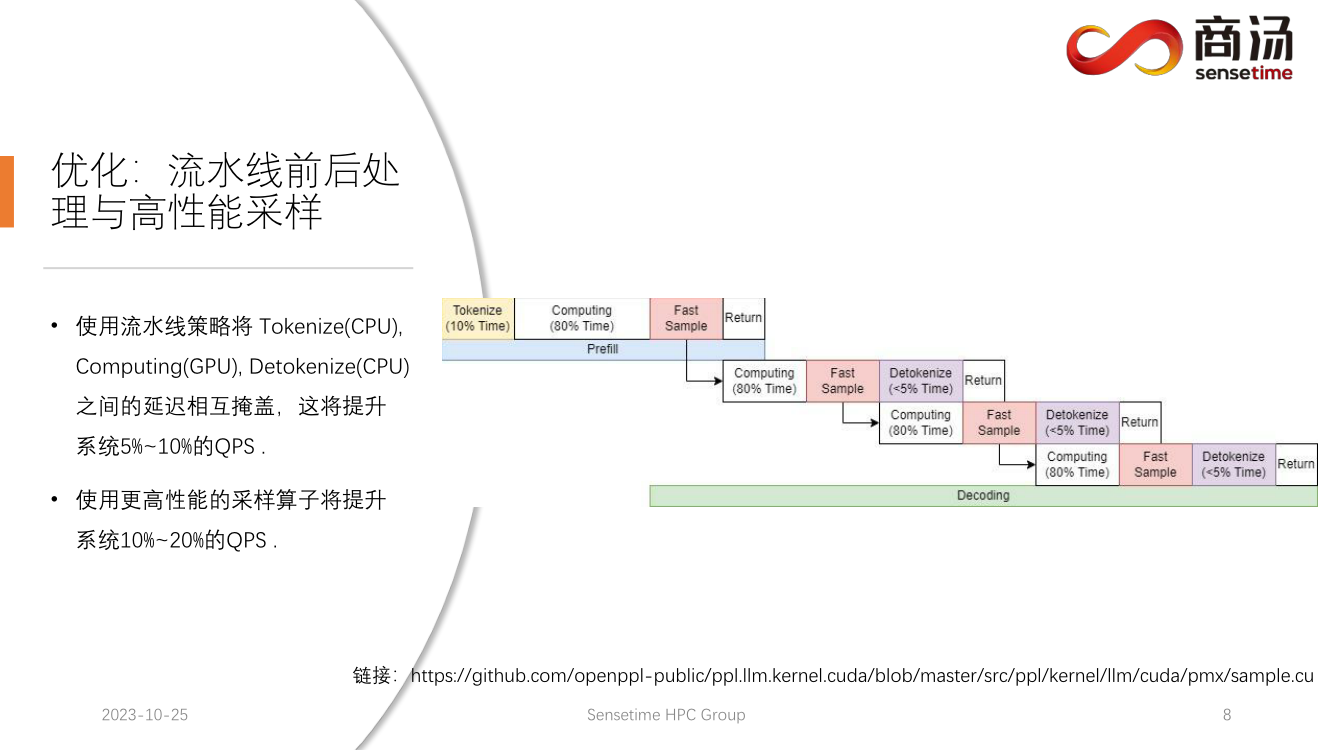 商汤
sensetime
优化：流水线前后处
理与高性能采样
• 使用流水线策略将 Tokenize(CPU),
Computing(GPU), Detokenize(CPU)
之间的延迟相互掩盖，这将提升
系统5%~10%的QPS .
• 使用更高性能的采样算子将提升
系统10%~20%的QPS .
Tokenize
(10% Time)
Computing
(80% Time)
Fast
Sample
Return
Prefill
Computing
(80% Time)
Fast
Sample
Detokenize
(<5% Time)
Return
Computing
(80% Time)
Fast
Sample
Detokenize
(<5% Time)
Return
Computing
(80% Time)
Fast
Sample
Detokenize
(<5% Time)
Return
Decoding
链接：https://github.com/openppl-public/ppl.llm.kernel.cuda/blob/master/src/ppl/kernel/llm/cuda/pmx/sample.cu
2023-10-25
Sensetime HPC Group
8